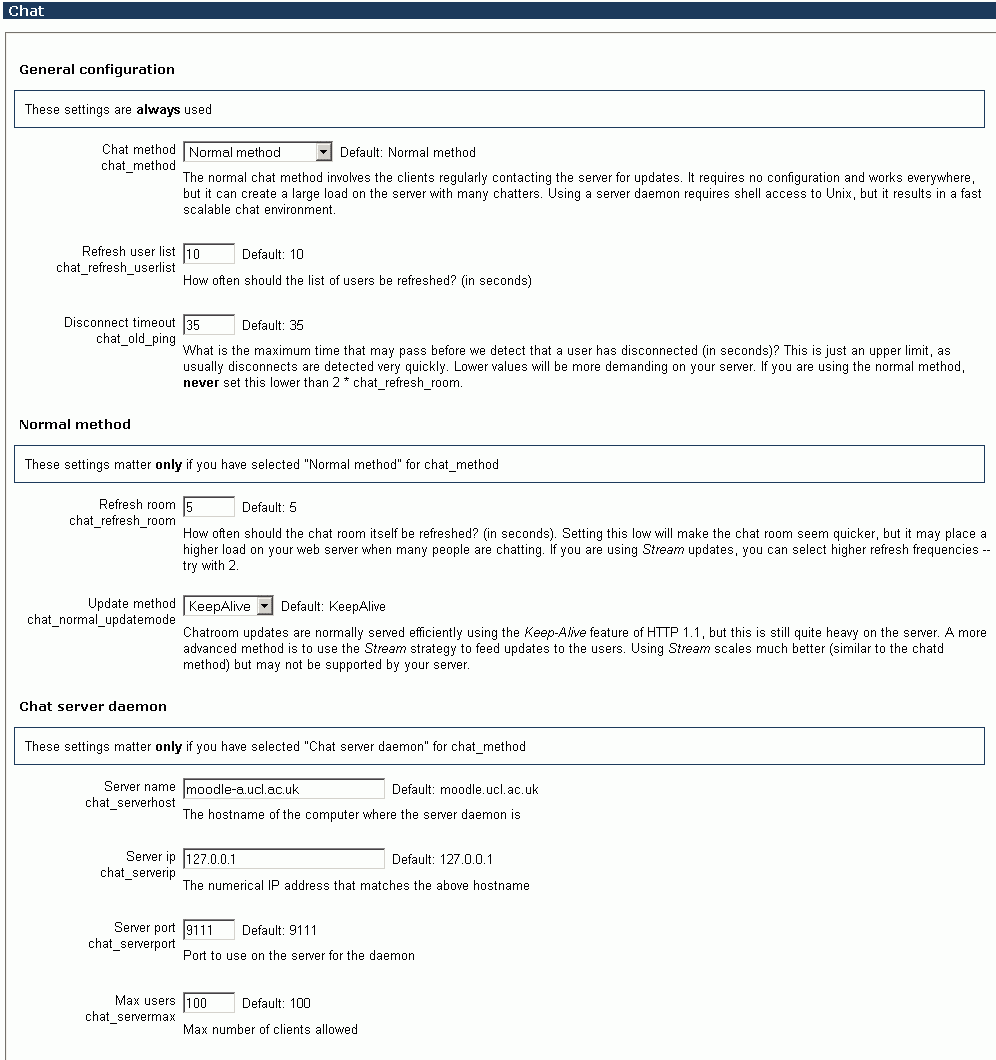 Chat
General configuration
These settings are always used
Chat method
chat_method
Normal method
Default: Normal method
The normal chat method involves the clients regularly contacting the server for updates. It requires no configuration and works everywhere,
but it can create a large load on the server with many chatters. Using a server daemon requires shell access to Unix, but it results in a fast
scalable chat environment.
Refresh user list
chat_refresh_userlist
10
Default: 10
How often should the list of users be refreshed? (in seconds)
Disconnect timeout
chat_old_ping
35
Default: 35
What is the maximum time that may pass before we detect that a user has disconnected (in seconds)? This is just an upper limit, as
usually disconnects are detected very quickly. Lower values will be more demanding on your server. If you are using the normal method,
never set this lower than 2 * chat_refresh_room.
Normal method
These settings matter only if you have selected "Normal method" for chat_method
Refresh room
chat_refresh_room
5
Default: 5
How often should the chat room itself be refreshed? (in seconds). Setting this low will make the chat room seem quicker, but it may place a
higher load on your web server when many people are chatting. If you are using Stream updates, you can select higher refresh frequencies --
try with 2.
Update method
chat_normal_updatemode
KeepAlive
Default: KeepAlive
Chatroom updates are normally served efficiently using the Keep-Alive feature of HTTP 1.1, but this is still quite heavy on the server. A more
advanced method is to use the Stream strategy to feed updates to the users. Using Stream scales much better (similar to the chatd
method) but may not be supported by your server.
Chat server daemon
These settings matter only if you have selected "Chat server daemon" for chat_method
Server name
chat_serverhost
moodle-a.ucl.ac.uk
Default: moodle.ucl.ac.uk
The hostname of the computer where the server daemon is
Server ip
chat_serverip
127.0.0.1
Default: 127.0.0.1
The numerical IP address that matches the above hostname
Server port
chat_serverport
9111
Default: 9111
Port to use on the server for the daemon
Max users
chat_servermax
100
Default: 100
Max number of clients allowed